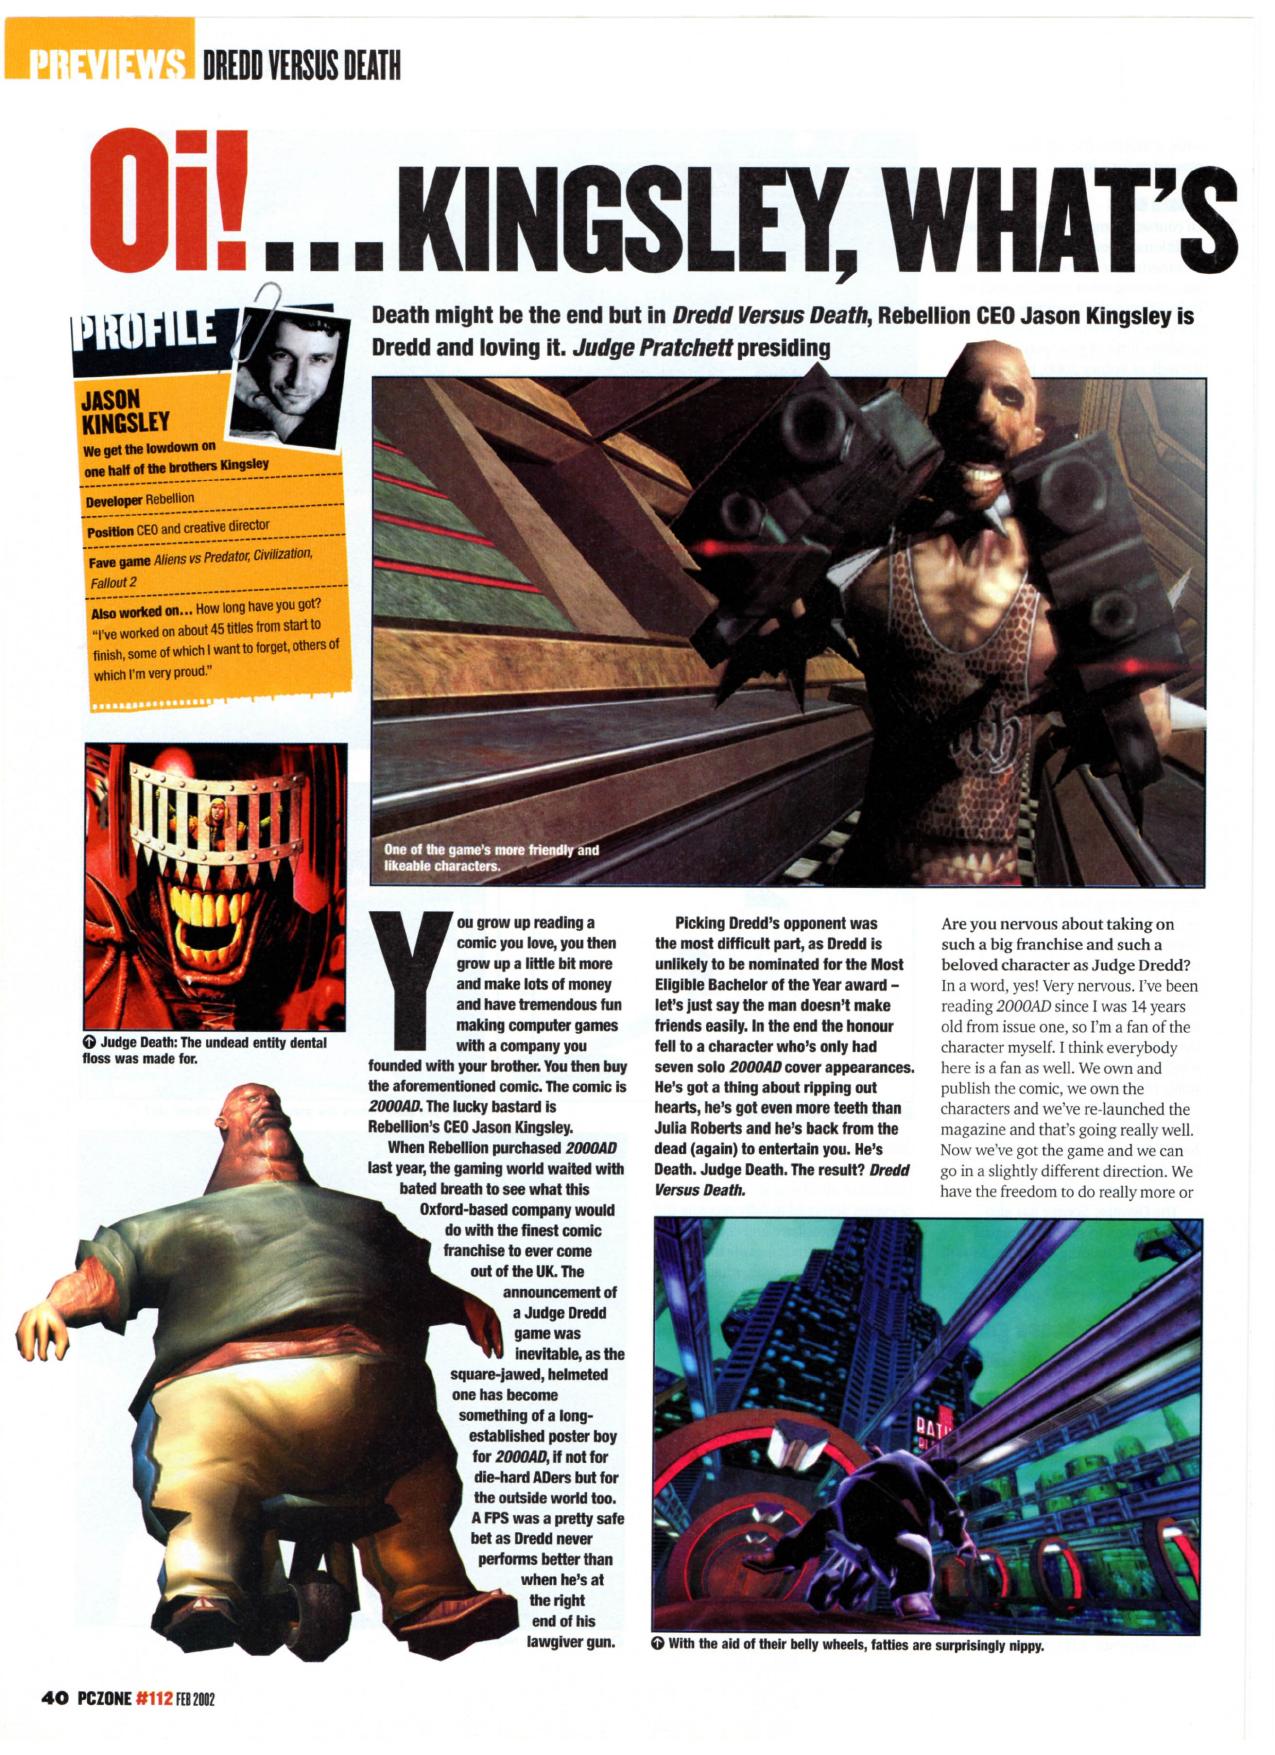 PREVIEWS DREDD VERSUS DEATH
Oi!...KINGSLEY, WHAT'S
Death might be the end but in Dredd Versus Death, Rebellion CEO Jason Kingsley is
Dredd and loving it. Judge Pratchett presiding
PROFILE
JASON
KINGSLEY
We get the lowdown on
one half of the brothers Kingsley
Developer Rebellion
Position CEO and creative director
Fave game Aliens vs Predator, Civilization,
Fallout 2
Also worked on... How long have you got?
"I've worked on about 45 titles from start to
finish, some of which I want to forget, others of
which I'm very proud."
One of the game's more friendly and
likeable characters.
Judge Death: The undead entity dental
floss was made for.
You grow up reading a
comic you love, you then
grow up a little bit more
and make lots of money
and have tremendous fun
making computer games
with a company you
founded with your brother. You then buy
the aforementioned comic. The comic is
2000AD. The lucky bastard is
Rebellion's CEO Jason Kingsley.
When Rebellion purchased 2000AD
last year, the gaming world waited with
bated breath to see what this
Oxford-based company would
do with the finest comic
franchise to ever come
out of the UK. The
announcement of
a Judge Dredd
game was
inevitable, as the
square-jawed, helmeted
one has become
something of a long-
established poster boy
for 2000AD, if not for
die-hard ADers but for
the outside world too.
A FPS was a pretty safe
bet as Dredd never
performs better than
when he's at
the right
end of his
lawgiver gun.
Picking Dredd's opponent was
the most difficult part, as Dredd is
unlikely to be nominated for the Most
Eligible Bachelor of the Year award –
let's just say the man doesn't make
friends easily. In the end the honour
fell to a character who's only had
seven solo 2000AD cover appearances.
He's got a thing about ripping out
hearts, he's got even more teeth than
Julia Roberts and he's back from the
dead (again) to entertain you. He's
Death. Judge Death. The result? Dredd
Versus Death.
Are you nervous about taking on
such a big franchise and such a
beloved character as Judge Dredd?
In a word, yes! Very nervous. I've been
reading 2000AD since I was 14 years
old from issue one, so I'm a fan of the
character myself. I think everybody
here is a fan as well. We own and
publish the comic, we own the
characters and we've re-launched the
magazine and that's going really well.
Now we've got the game and we can
go in a slightly different direction. We
have the freedom to do really more or
With the aid of their belly wheels, fatties are surprisingly nippy.
40 PCZONE #112 FEB 2002